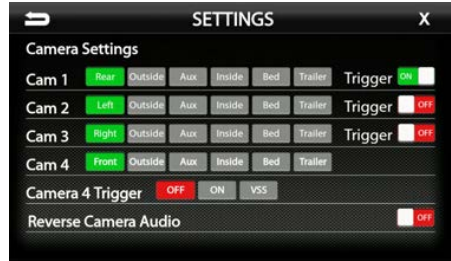 SETTINGS X
Camera Settings
Cam 1 Rear Outside Aux Inside Bed Trailer Trigger ON
Cam 2 Left Outside Aux Inside Bed Trailer Trigger OFF
Cam 3 Right Outside Aux Inside Bed Trailer Trigger OFF
Cam 4 Front Outside Aux Inside Bed Trailer
Camera 4 Trigger OFF ON VSS
Reverse Camera Audio OFF